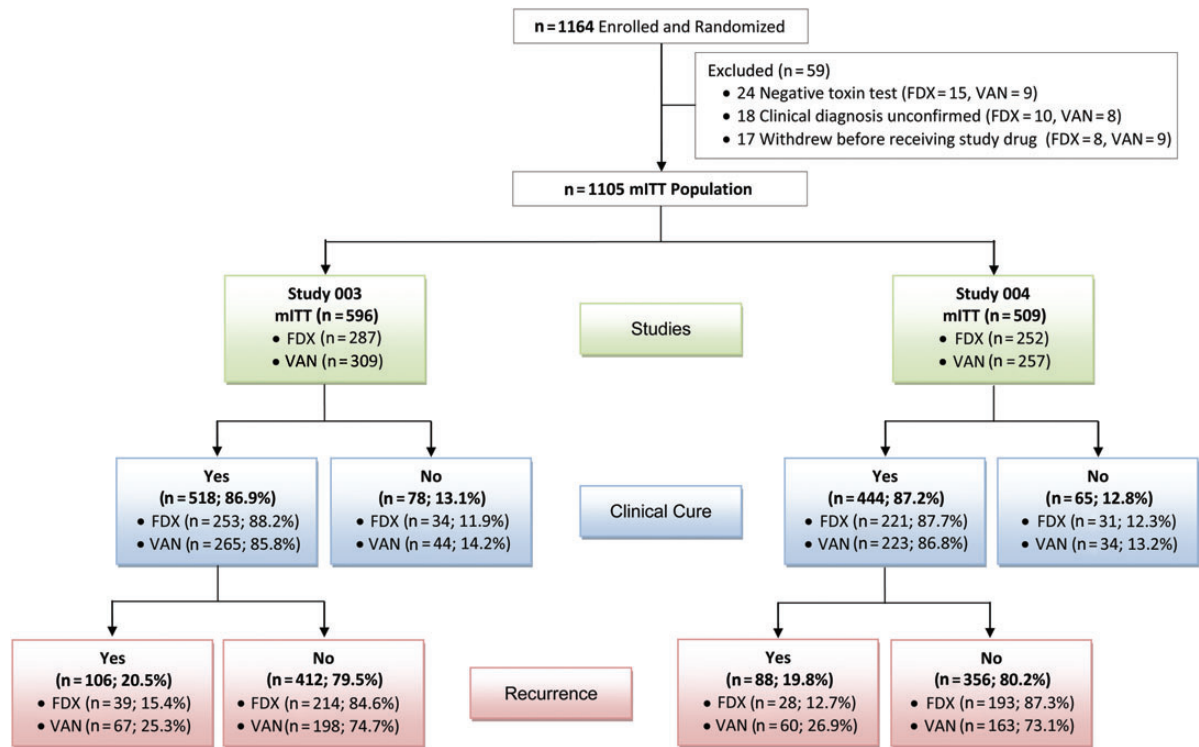 n=1164 Enrolled and Randomized
Excluded (n=59)
• 24 Negative toxin test (FDX=15, VAN=9)
• 18 Clinical diagnosis unconfirmed (FDX=10, VAN=8)
• 17 Withdrew before receiving study drug (FDX=8, VAN=9)
n=1105 mITT Population
Study 003
mITT (n=596)
• FDX (n=287)
• VAN (n=309)
Studies
Study 004
mITT (n=509)
• FDX (n=252)
• VAN (n=257)
Yes
(n=518; 86.9%)
• FDX (n=253; 88.2%)
• VAN (n=265; 85.8%)
No
(n=78; 13.1%)
• FDX (n=34; 11.9%)
• VAN (n=44; 14.2%)
Clinical Cure
Yes
(n=444; 87.2%)
• FDX (n=221; 87.7%)
• VAN (n=223; 86.8%)
No
(n=65; 12.8%)
• FDX (n=31; 12.3%)
• VAN (n=34; 13.2%)
Yes
(n=106; 20.5%)
• FDX (n=39; 15.4%)
• VAN (n=67; 25.3%)
No
(n=412; 79.5%)
• FDX (n=214; 84.6%)
• VAN(n=198; 74.7%)
Recurrence
Yes
(n=88; 19.8%)
• FDX (n=28; 12.7%)
• VAN (n=60; 26.9%)
No
(n=356; 80.2%)
• FDX (n=193; 87.3%)
• VAN (n=163; 73.1%)